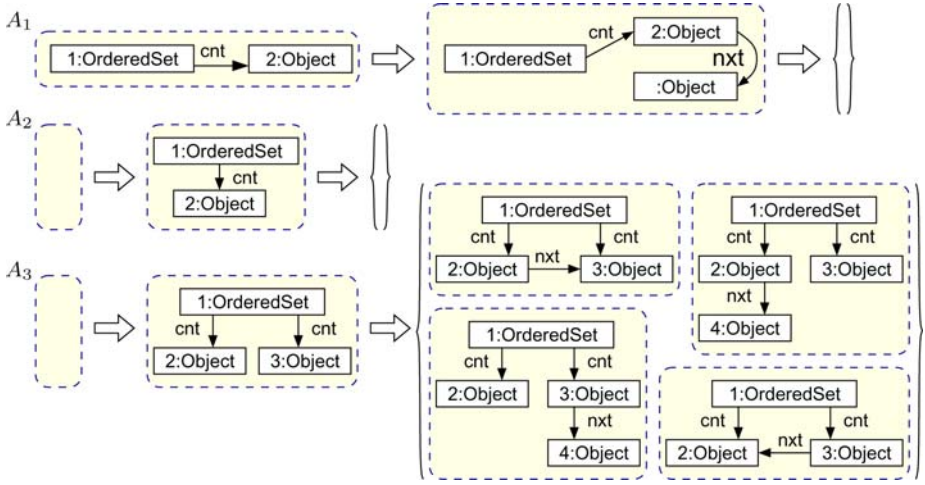 A1
1:OrderedSet cnt 2:Object
1:OrderedSet cnt 2:Object nxt :Object
{ }
A2
1:OrderedSet
cnt
2:Object
{ }
A3
1:OrderedSet
cnt cnt
2:Object 3:Object
{
1:OrderedSet
cnt cnt
2:Object nxt 3:Object
1:OrderedSet
cnt cnt
2:Object 3:Object
nxt
4:Object
1:OrderedSet
cnt cnt
2:Object 3:Object
nxt
4:Object
1:OrderedSet
cnt cnt
2:Object nxt 3:Object
}